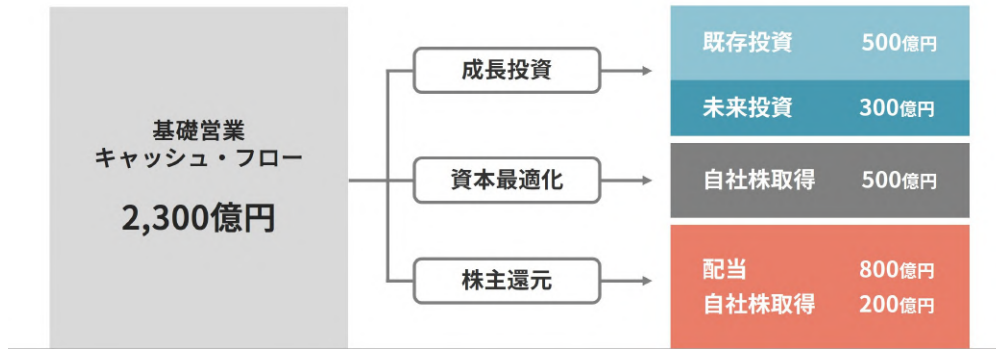 基礎営業
キャッシュ・フロー
2,300億円
成長投資
既存投資 500億円
未来投資 300億円
資本最適化
自社株取得 500億円
株主還元
配当 800億円
自社株取得 200億円